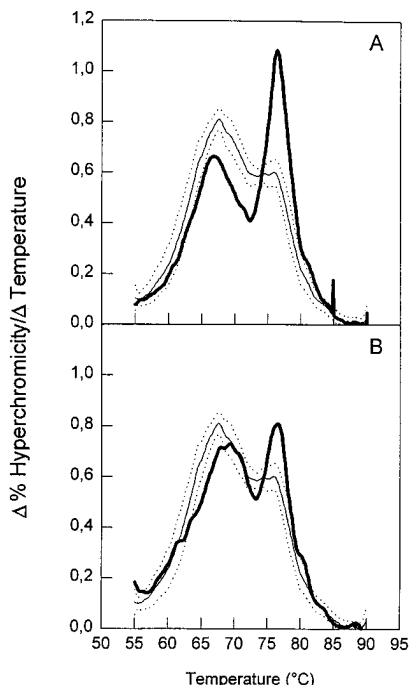 Δ % Hyperchromicity/Δ Temperature
A
1,2
1,0
0,8
0,6
0,4
0,2
0,0
B
1,0
0,8
0,6
0,4
0,2
0,0
50 55 60 65 70 75 80 85 90 95
Temperature (°C)